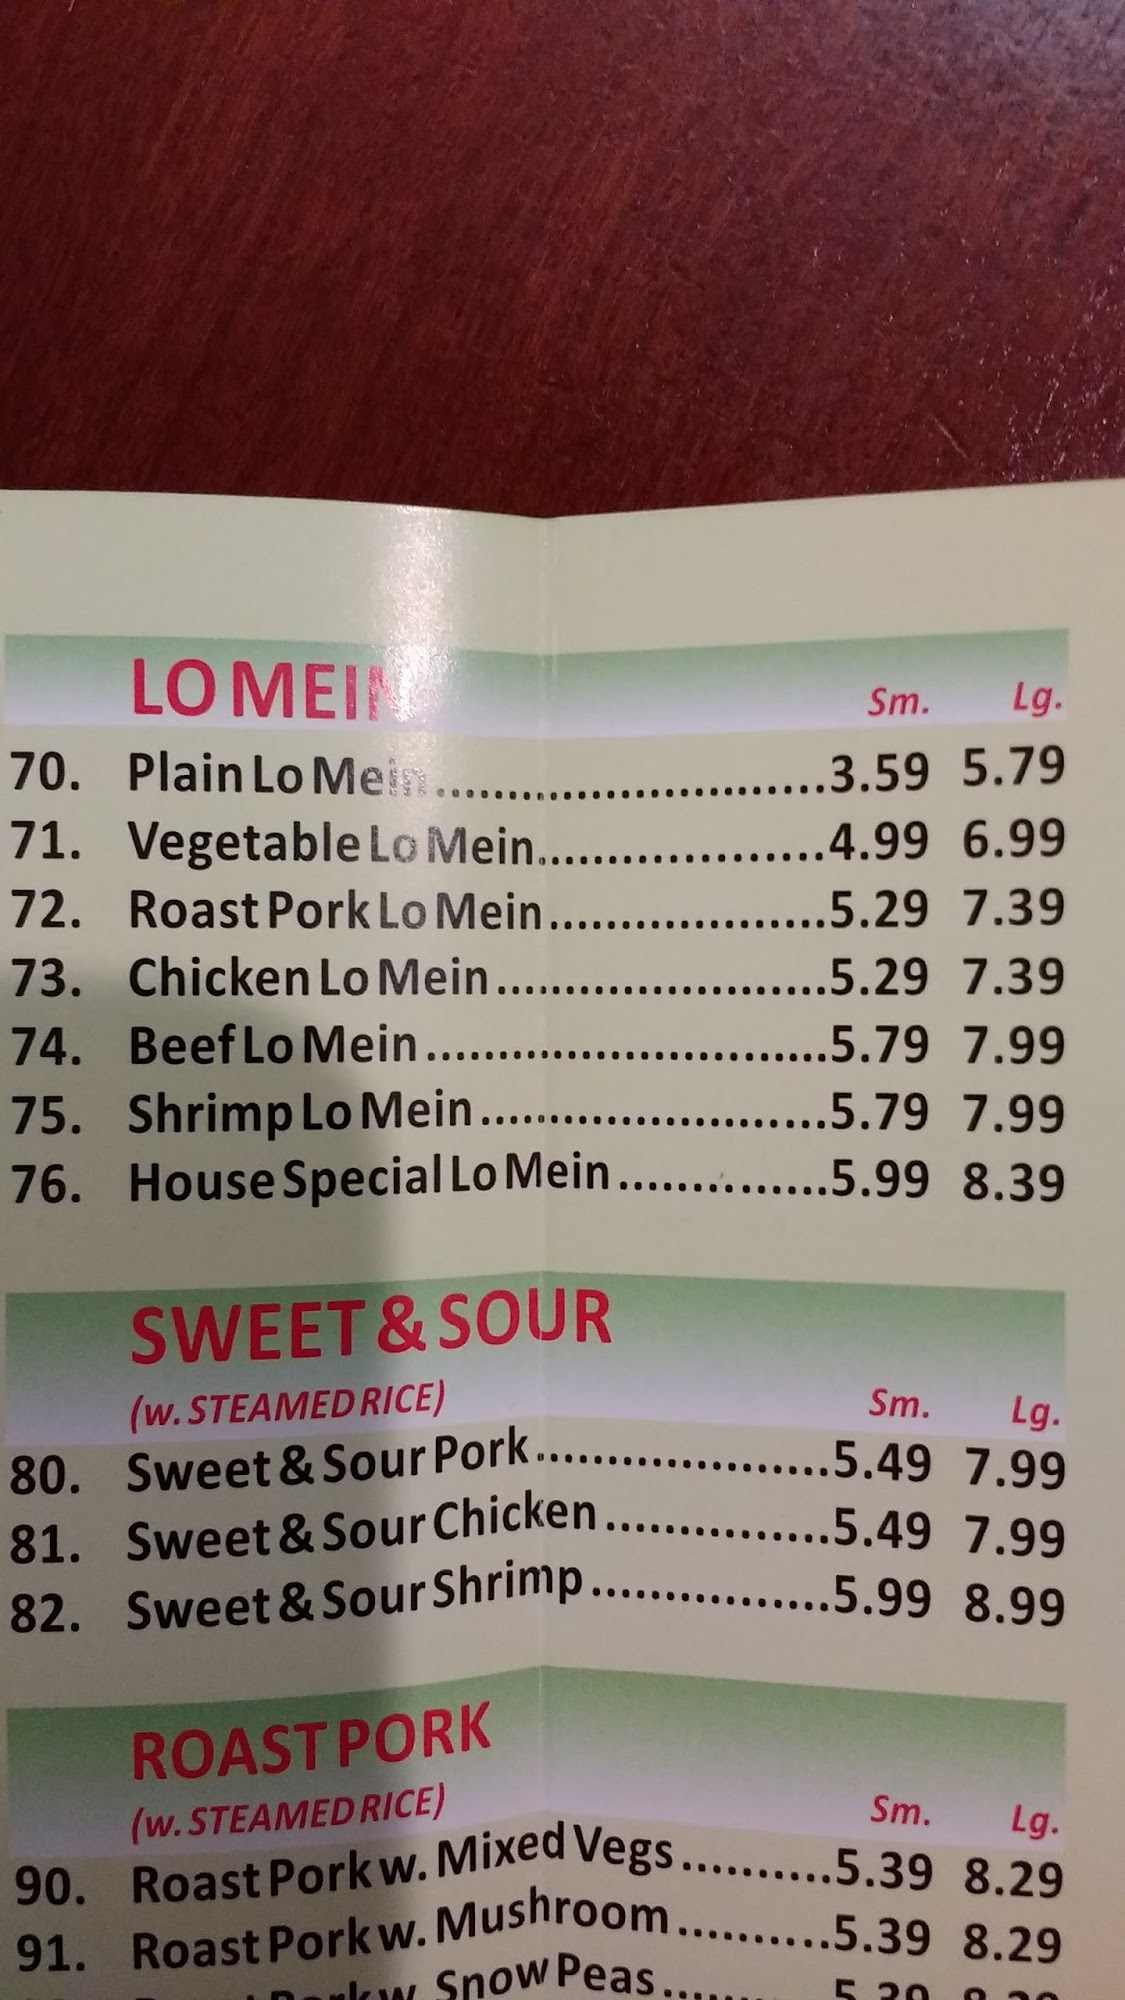 LO MEIN Sm. Lg.
70. Plain Lo Mein...........................3.59 5.79
71. Vegetable Lo Mein....................4.99 6.99
72. Roast Pork Lo Mein...................5.29 7.39
73. Chicken Lo Mein.......................5.29 7.39
74. Beef Lo Mein............................5.79 7.99
75. Shrimp Lo Mein........................5.79 7.99
76. House Special Lo Mein..............5.99 8.39
SWEET & SOUR
(w. STEAMED RICE) Sm. Lg.
80. Sweet & Sour Pork....................5.49 7.99
81. Sweet & Sour Chicken...............5.49 7.99
82. Sweet & Sour Shrimp................5.99 8.99
ROAST PORK
(w. STEAMED RICE) Sm. Lg.
90. Roast Pork w. Mixed Vegs..........5.39 8.29
91. Roast Pork w. Mushroom..........5.39 8.29
Pork w. Snow Peas...... 5.39